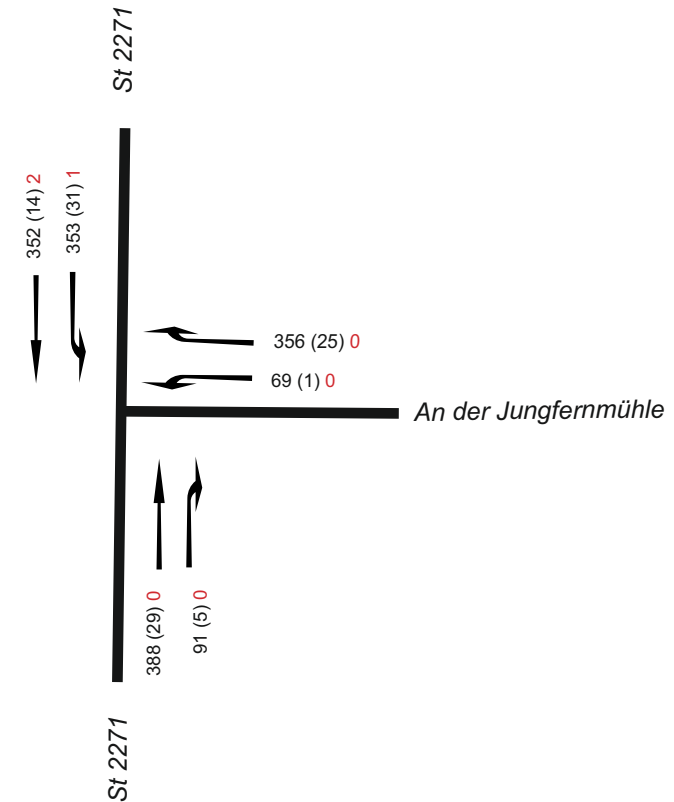 St 2271
352 (14) 2
353 (31) 1
356 (25) 0
69 (1) 0
An der Jungfernmühle
388 (29) 0
91 (5) 0
St 2271